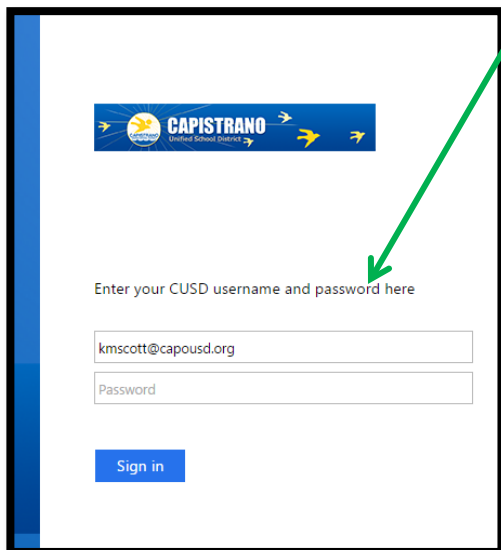 CAPISTRANO
Unified School District
Enter your CUSD username and password here
kmscott@capousd.org
Password
Sign in